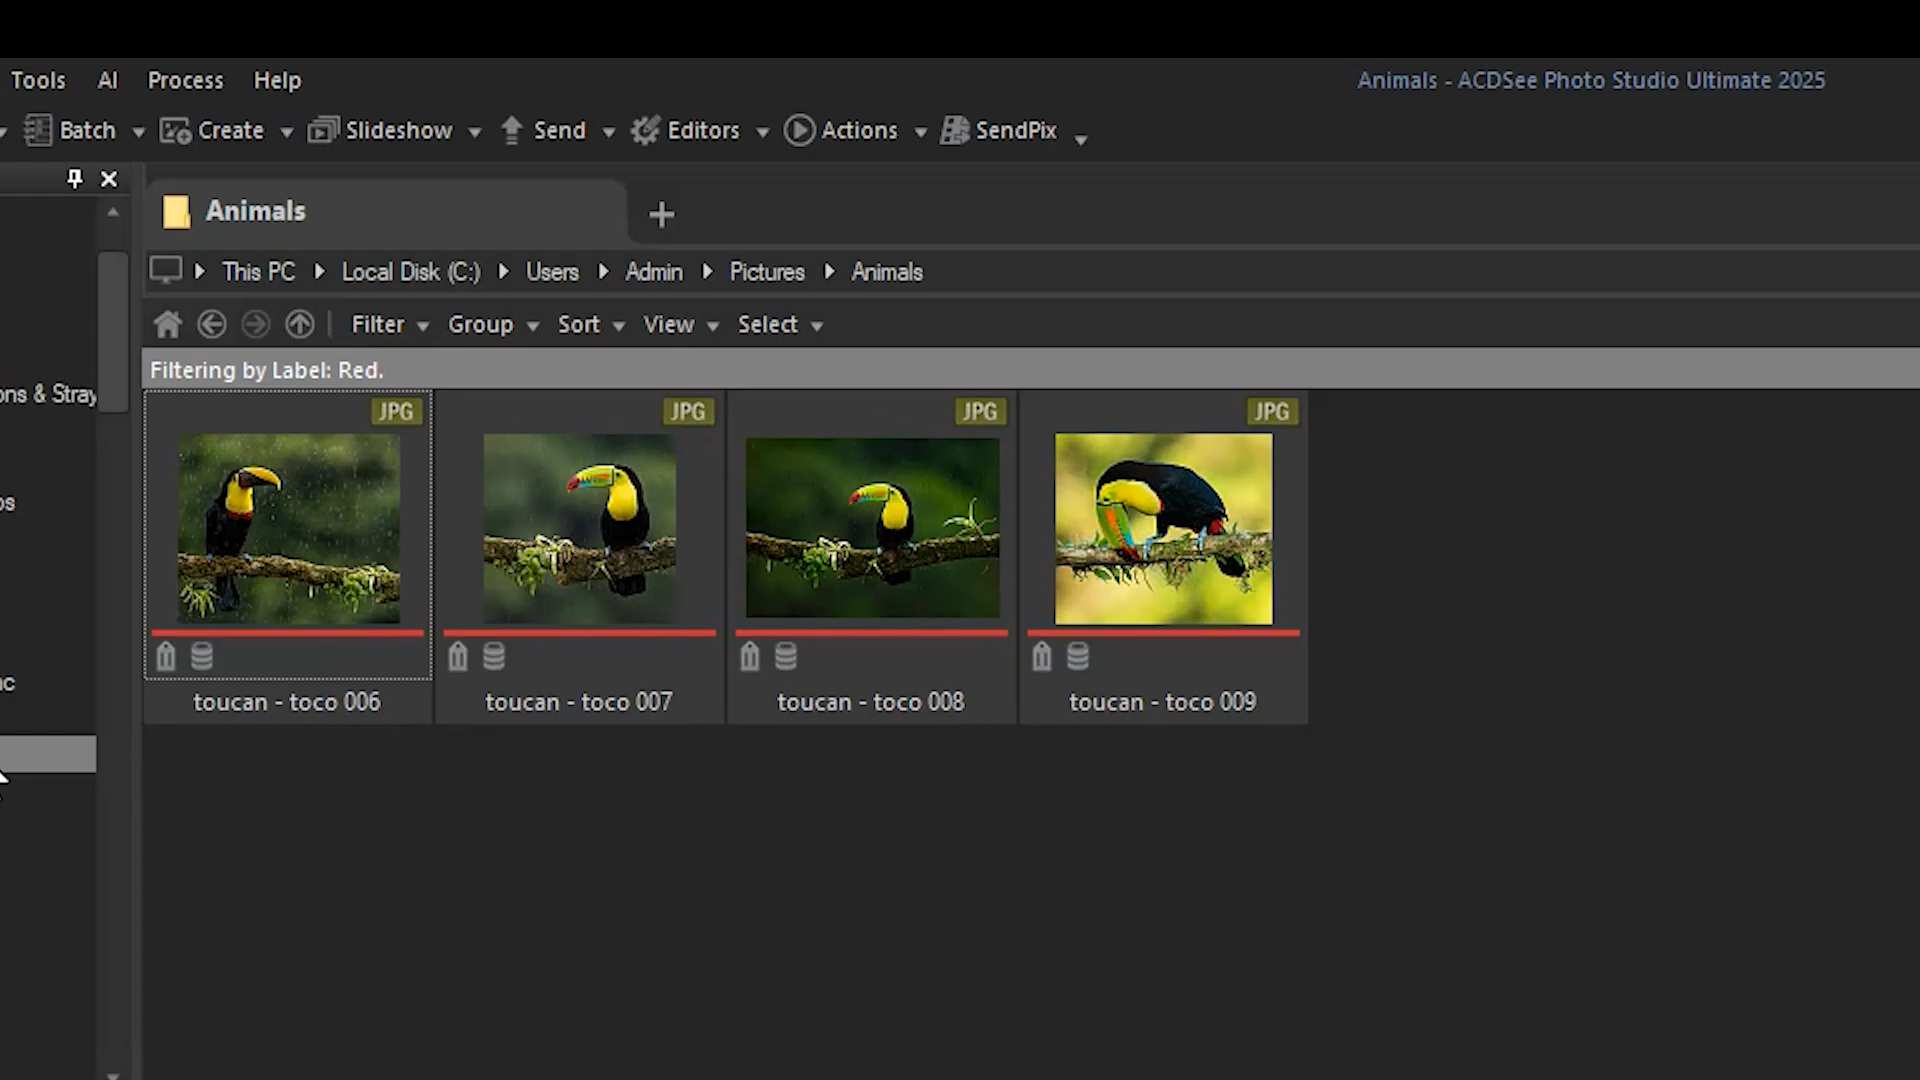 Tools AI Process Help
Animals - ACDSee Photo Studio Ultimate 2025
Batch Create Slideshow Send Editors Actions SendPix
Animals
This PC Local Disk (C:) Users Admin Pictures Animals
Filter Group Sort View Select
Filtering by Label: Red.
ons & Stray
os
nc
JPG JPG JPG JPG
toucan - toco 006 toucan - toco 007 toucan - toco 008 toucan - toco 009